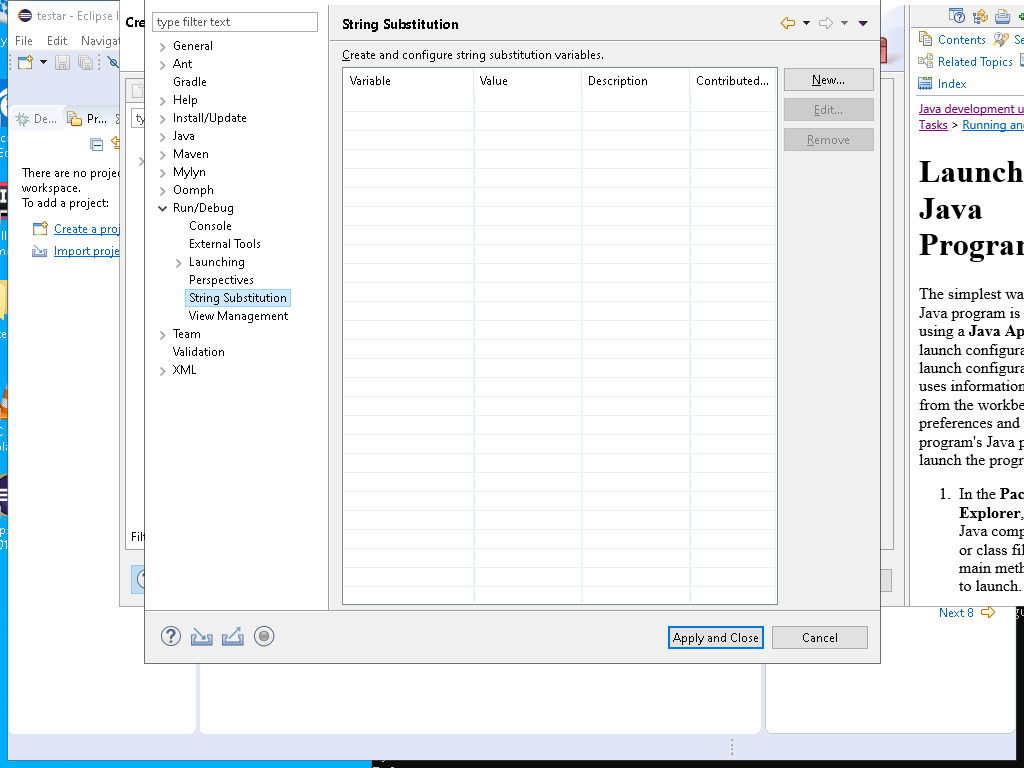 testar - Eclipse I
File Edit Navigat
De...
Pr...
There are no proje
workspace.
To add a project:
Create a proj
Import proje
Cre
ty
Filt
type filter text
General
Ant
Gradle
Help
Install/Update
Java
Maven
Mylyn
Oomph
Run/Debug
Console
External Tools
Launching
Perspectives
String Substitution
View Management
Team
Validation
XML
String Substitution
Create and configure string substitution variables.
Variable Value Description Contributed...
New...
Edit...
Remove
Apply and Close
Cancel
Contents Se
Related Topics
Index
Java development u
Tasks > Running and
Launch
Java
Program
The simplest wa
Java program is
using a Java Ap
launch configura
launch configura
uses information
from the workbe
preferences and
program's Java p
launch the progr
1. In the Pac
Explorer,
Java comp
or class fil
main meth
to launch.
Next 8